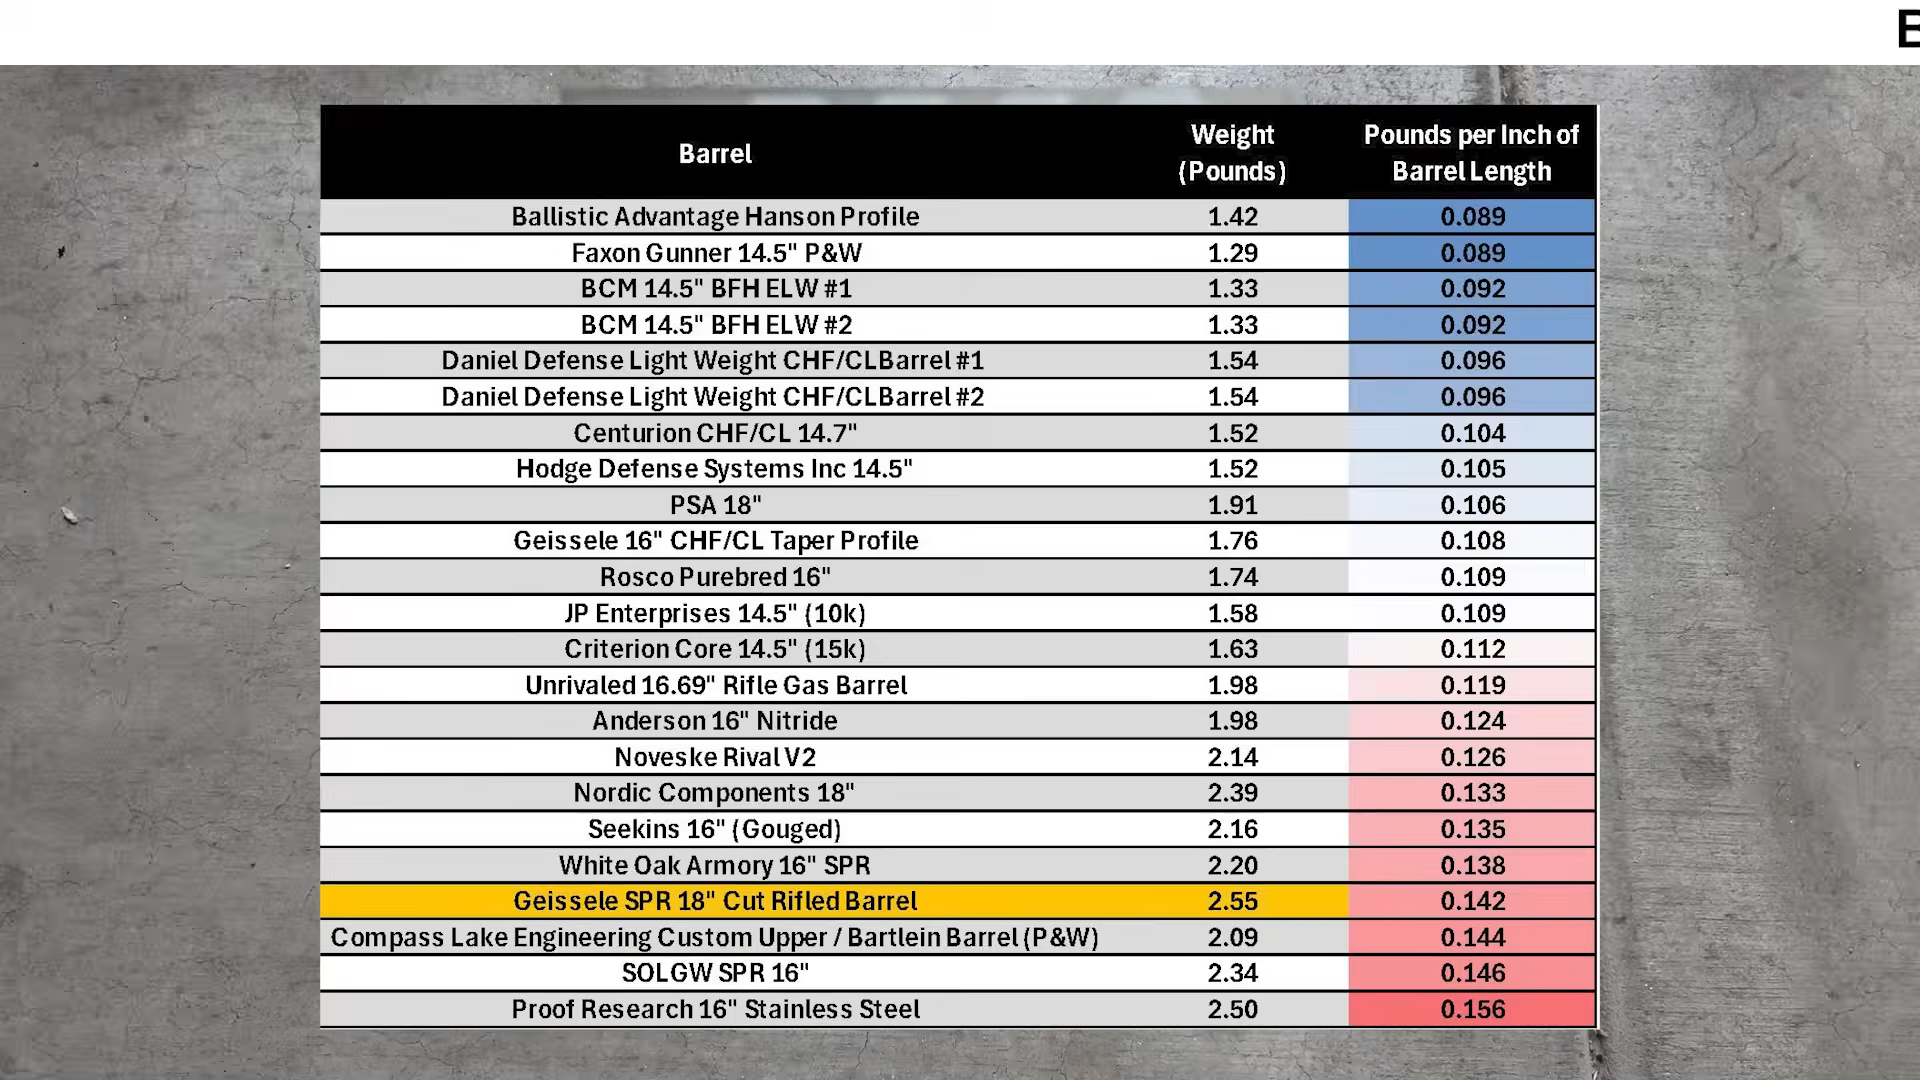 Barrel Weight (Pounds) Pounds per Inch of Barrel Length
Ballistic Advantage Hanson Profile 1.42 0.089
Faxon Gunner 14.5" P&W 1.29 0.089
BCM 14.5" BFH ELW #1 1.33 0.092
BCM 14.5" BFH ELW #2 1.33 0.092
Daniel Defense Light Weight CHF/CL Barrel #1 1.54 0.096
Daniel Defense Light Weight CHF/CL Barrel #2 1.54 0.096
Centurion CHF/CL 14.7" 1.52 0.104
Hodge Defense Systems Inc 14.5" 1.52 0.105
PSA 18" 1.91 0.106
Geissele 16" CHF/CL Taper Profile 1.76 0.108
Rosco Purebred 16" 1.74 0.109
JP Enterprises 14.5" (10k) 1.58 0.109
Criterion Core 14.5" (15k) 1.63 0.112
Unrivaled 16.69" Rifle Gas Barrel 1.98 0.119
Anderson 16" Nitride 1.98 0.124
Noveske Rival V2 2.14 0.126
Nordic Components 18" 2.39 0.133
Seekins 16" (Gouged) 2.16 0.135
White Oak Armory 16" SPR 2.20 0.138
Geissele SPR 18" Cut Rifled Barrel 2.55 0.142
Compass Lake Engineering Custom Upper / Bartlein Barrel (P&W) 2.09 0.144
SOLGW SPR 16" 2.34 0.146
Proof Research 16" Stainless Steel 2.50 0.156